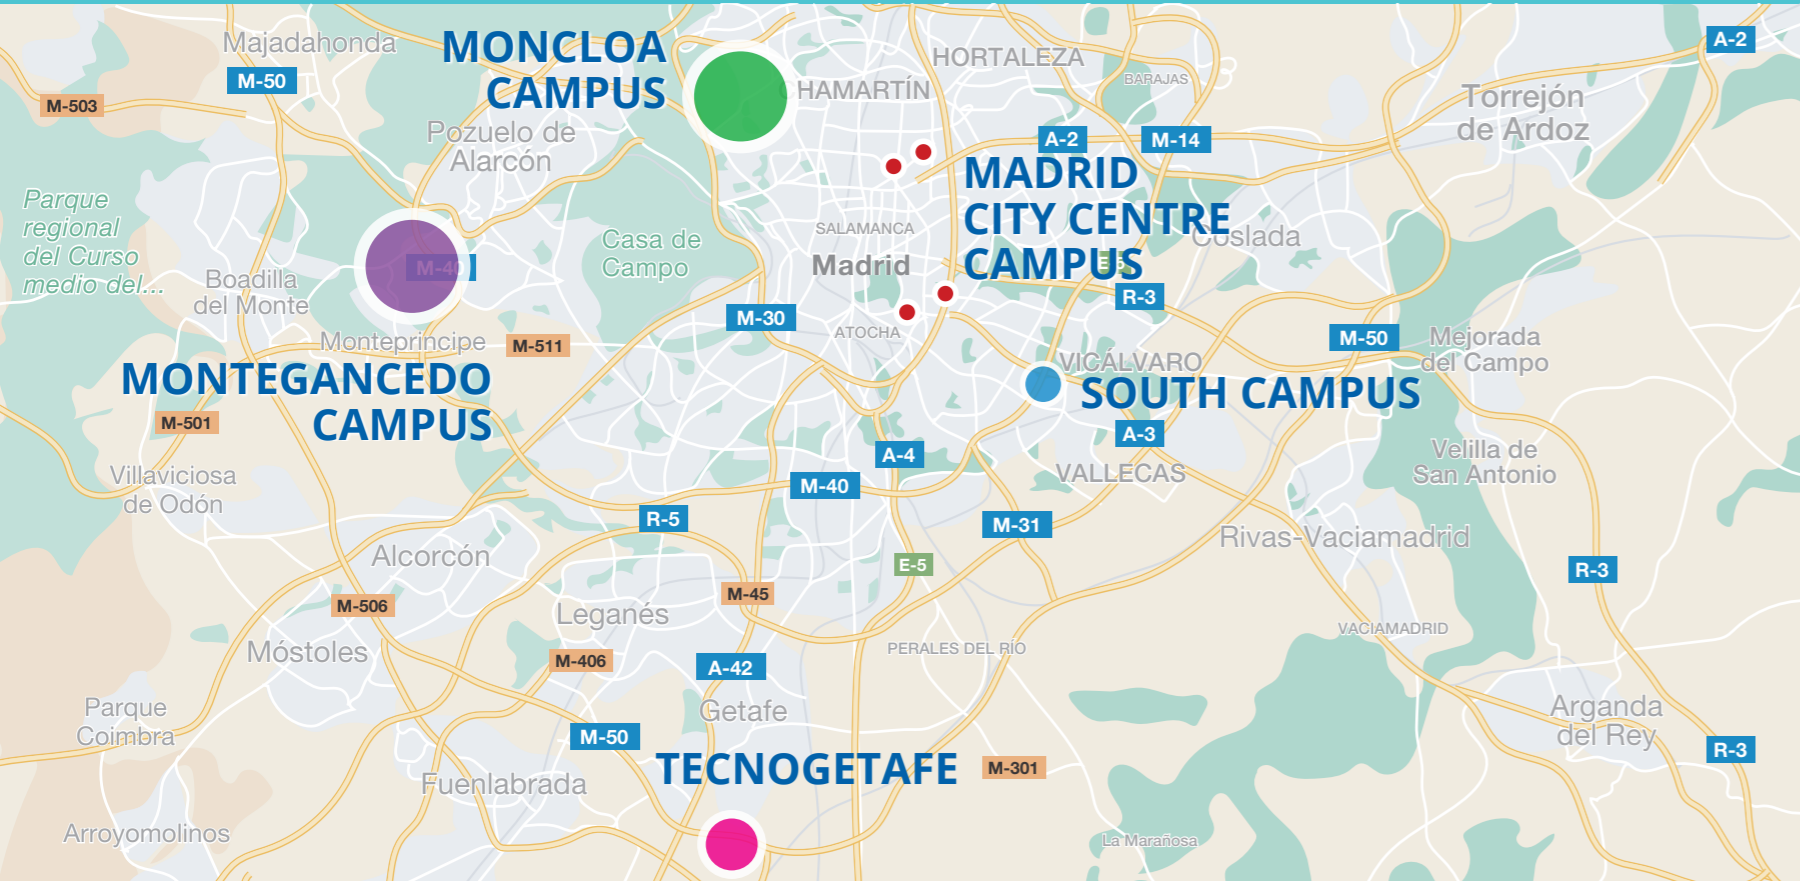 Majadahonda
MONCLOA
CAMPUS
HORTALEZA
A-2
M-50
CHAMARTÍN
BARAJAS
M-503
Torrejón
de Ardoz
Pozuelo de
Alarcón
A-2
M-14
MADRID
CITY CENTRE
CAMPUS
Parque
regional
del Curso
medio del...
SALAMANCA
Casa de
Campo
Coslada
Madrid
M-40
Boadilla
del Monte
R-3
M-30
ATOCHA
Montepríncipe
M-511
M-50
Mejorada
del Campo
VICÁLVARO
MONTEGANCEDO
CAMPUS
SOUTH CAMPUS
M-501
A-3
A-4
Velilla de
San Antonio
VALLECAS
Villaviciosa
de Odón
M-40
R-5
M-31
Rivas-Vaciamadrid
Alcorcón
E-5
R-3
M-45
M-506
Leganés
VACIAMADRID
Móstoles
PERALES DEL RÍO
M-406
A-42
Parque
Coimbra
Getafe
Arganda
del Rey
M-50
R-3
TECNOGETAFE
M-301
Fuenlabrada
Arroyomolinos
La Marañosa